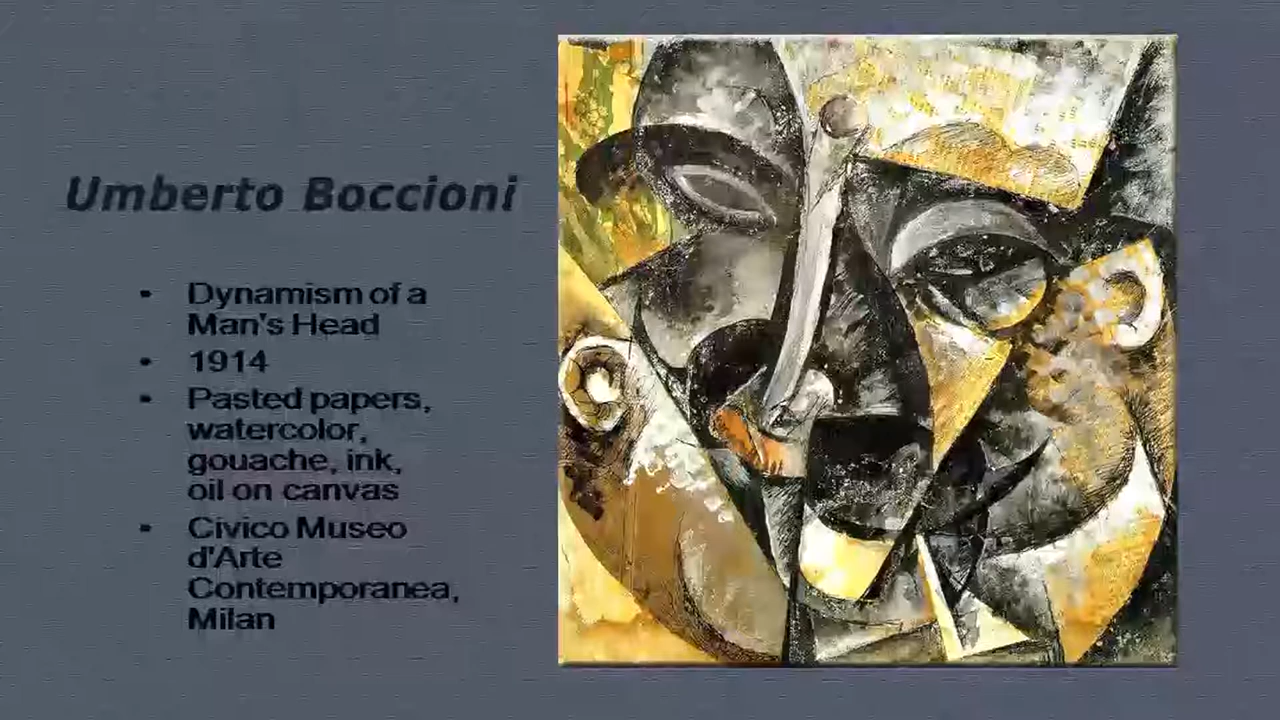 Umberto Boccioni
• Dynamism of a
Man's Head
• 1914
• Pasted papers,
watercolor,
gouache, ink,
oil on canvas
• Civico Museo
d'Arte
Contemporanea,
Milan